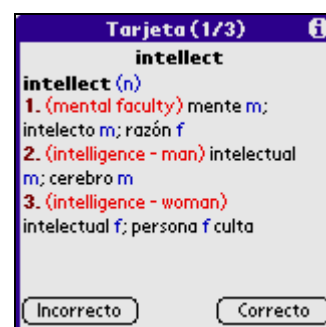 Tarjeta (1/3)
intellect
intellect (n)
1. (mental faculty) mente m;
intelecto m; razón f
2. (intelligence - man) intelectual
m; cerebro m
3. (intelligence - woman)
intelectual f; persona f culta
Incorrecto Correcto